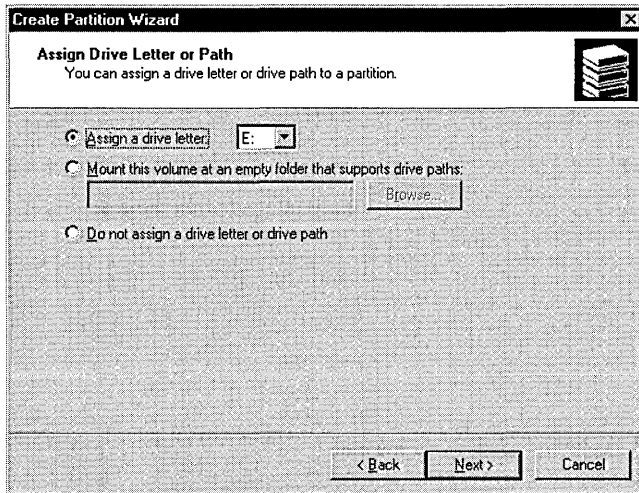 Create Partition Wizard
Assign Drive Letter or Path
You can assign a drive letter or drive path to a partition.
Assign a drive letter: E:
Mount this volume at an empty folder that supports drive paths:
Browse...
Do not assign a drive letter or drive path
< Back Next > Cancel